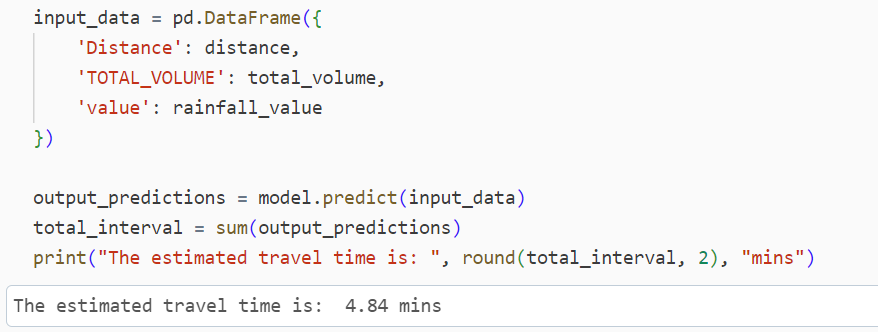 input_data = pd.DataFrame({
    'Distance': distance,
    'TOTAL_VOLUME': total_volume,
    'value': rainfall_value
})
output_predictions = model.predict(input_data)
total_interval = sum(output_predictions)
print("The estimated travel time is: ", round(total_interval, 2), "mins")
The estimated travel time is:  4.84 mins